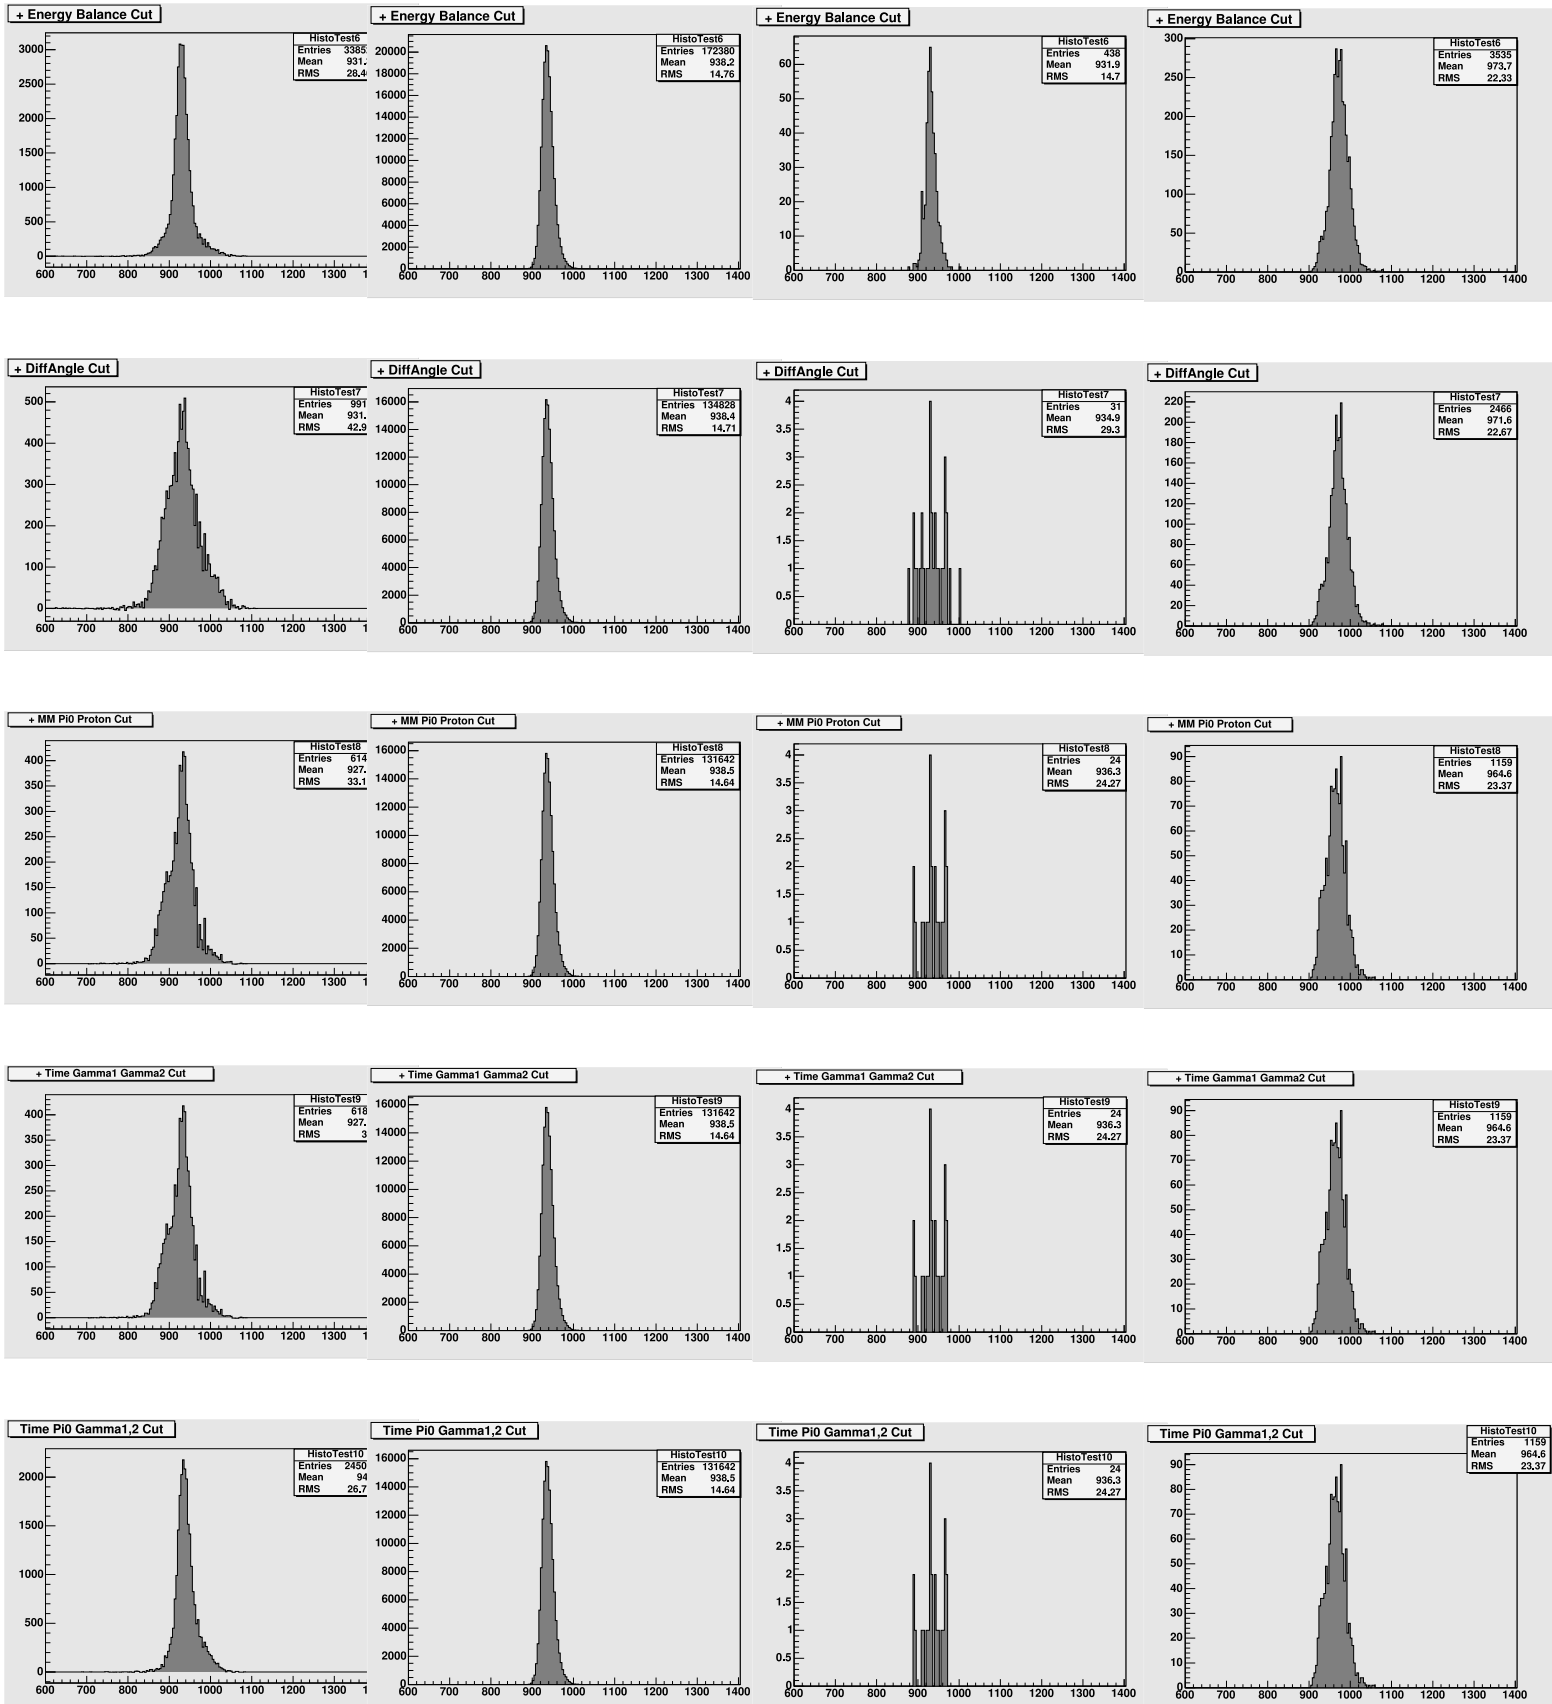 + Energy Balance Cut
HistoTest6
Entries 3385
Mean 931.
RMS 28.4
3000
2500
2000
1500
1000
500
0
600 700 800 900 1000 1100 1200 1300 1
+ Energy Balance Cut
HistoTest6
Entries 172380
Mean 938.2
RMS 14.76
20000
18000
16000
14000
12000
10000
8000
6000
4000
2000
0
600 700 800 900 1000 1100 1200 1300 1400
+ Energy Balance Cut
HistoTest6
Entries 438
Mean 931.9
RMS 14.7
60
50
40
30
20
10
0
600 700 800 900 1000 1100 1200 1300 1400
+ Energy Balance Cut
HistoTest6
Entries 3535
Mean 973.7
RMS 22.33
300
250
200
150
100
50
0
600 700 800 900 1000 1100 1200 1300 1400
+ DiffAngle Cut
HistoTest7
Entries 991
Mean 931.
RMS 42.9
500
400
300
200
100
0
600 700 800 900 1000 1100 1200 1300 1
+ DiffAngle Cut
HistoTest7
Entries 134828
Mean 938.4
RMS 14.71
16000
14000
12000
10000
8000
6000
4000
2000
0
600 700 800 900 1000 1100 1200 1300 1400
+ DiffAngle Cut
HistoTest7
Entries 31
Mean 934.9
RMS 29.3
4
3.5
3
2.5
2
1.5
1
0.5
0
600 700 800 900 1000 1100 1200 1300 1400
+ DiffAngle Cut
HistoTest7
Entries 2466
Mean 971.6
RMS 22.67
220
200
180
160
140
120
100
80
60
40
20
0
600 700 800 900 1000 1100 1200 1300 1400
+ MM Pi0 Proton Cut
HistoTest8
Entries 614
Mean 927.
RMS 33.1
400
350
300
250
200
150
100
50
0
600 700 800 900 1000 1100 1200 1300 1
+ MM Pi0 Proton Cut
HistoTest8
Entries 131642
Mean 938.5
RMS 14.64
16000
14000
12000
10000
8000
6000
4000
2000
0
600 700 800 900 1000 1100 1200 1300 1400
+ MM Pi0 Proton Cut
HistoTest8
Entries 24
Mean 936.3
RMS 24.27
4
3.5
3
2.5
2
1.5
1
0.5
0
600 700 800 900 1000 1100 1200 1300 1400
+ MM Pi0 Proton Cut
HistoTest8
Entries 1159
Mean 964.6
RMS 23.37
90
80
70
60
50
40
30
20
10
0
600 700 800 900 1000 1100 1200 1300 1400
+ Time Gamma1 Gamma2 Cut
HistoTest9
Entries 618
Mean 927.
RMS 3
400
350
300
250
200
150
100
50
0
600 700 800 900 1000 1100 1200 1300 1
+ Time Gamma1 Gamma2 Cut
HistoTest9
Entries 131642
Mean 938.5
RMS 14.64
16000
14000
12000
10000
8000
6000
4000
2000
0
600 700 800 900 1000 1100 1200 1300 1400
+ Time Gamma1 Gamma2 Cut
HistoTest9
Entries 24
Mean 936.3
RMS 24.27
4
3.5
3
2.5
2
1.5
1
0.5
0
600 700 800 900 1000 1100 1200 1300 1400
+ Time Gamma1 Gamma2 Cut
HistoTest9
Entries 1159
Mean 964.6
RMS 23.37
90
80
70
60
50
40
30
20
10
0
600 700 800 900 1000 1100 1200 1300 1400
Time Pi0 Gamma1,2 Cut
HistoTest10
Entries 2450
Mean 94
RMS 26.7
2000
1500
1000
500
0
600 700 800 900 1000 1100 1200 1300 1
Time Pi0 Gamma1,2 Cut
HistoTest10
Entries 131642
Mean 938.5
RMS 14.64
16000
14000
12000
10000
8000
6000
4000
2000
0
600 700 800 900 1000 1100 1200 1300 1400
Time Pi0 Gamma1,2 Cut
HistoTest10
Entries 24
Mean 936.3
RMS 24.27
4
3.5
3
2.5
2
1.5
1
0.5
0
600 700 800 900 1000 1100 1200 1300 1400
Time Pi0 Gamma1,2 Cut
HistoTest10
Entries 1159
Mean 964.6
RMS 23.37
90
80
70
60
50
40
30
20
10
0
600 700 800 900 1000 1100 1200 1300 1400